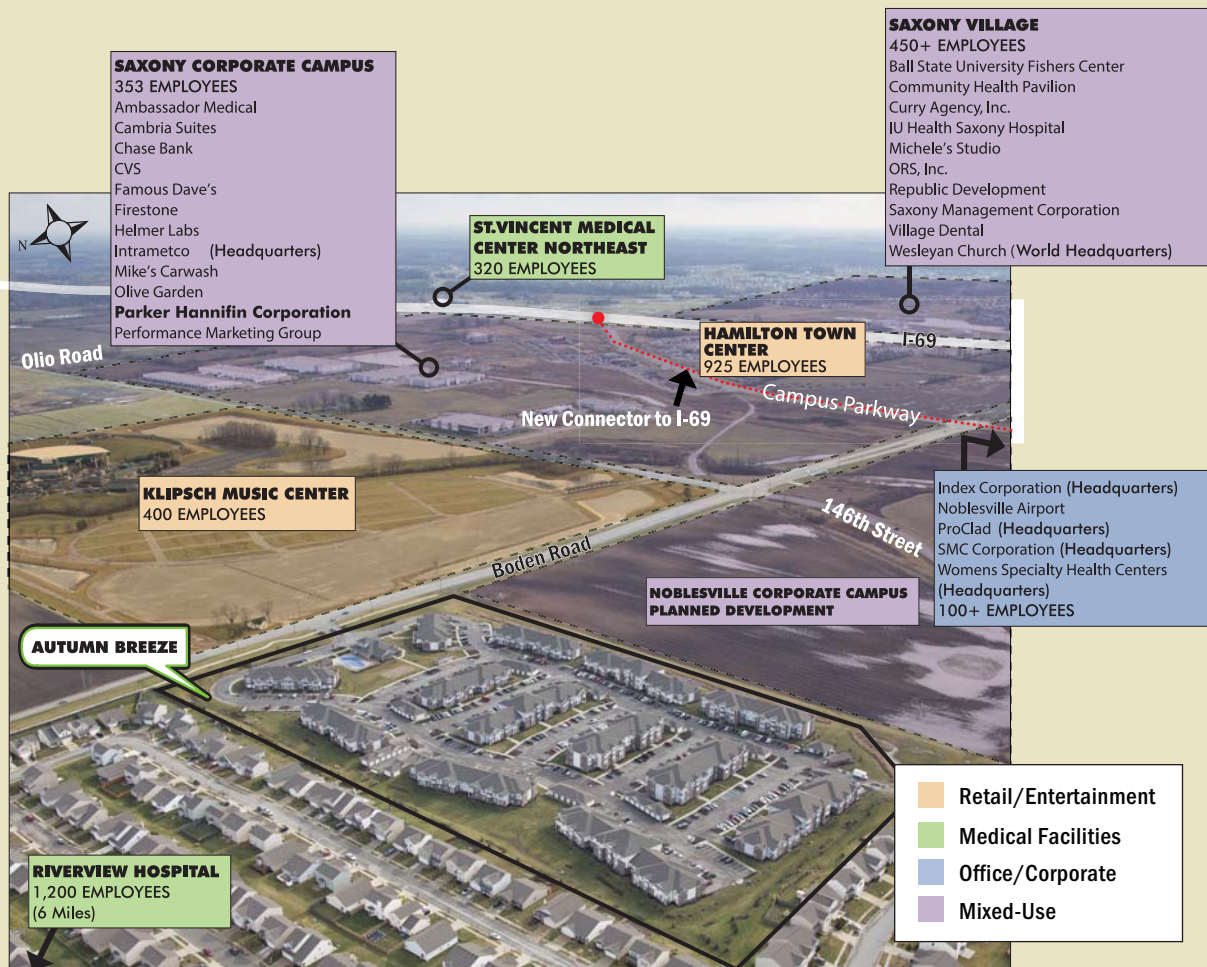 SAXONY CORPORATE CAMPUS
353 EMPLOYEES
Ambassador Medical
Cambria Suites
Chase Bank
CVS
Famous Dave's
Firestone
Helmer Labs
Intrametco (Headquarters)
Mike's Carwash
Olive Garden
Parker Hannifin Corporation
Performance Marketing Group
SAXONY VILLAGE
450+ EMPLOYEES
Ball State University Fishers Center
Community Health Pavilion
Curry Agency, Inc.
IU Health Saxony Hospital
Michele's Studio
ORS, Inc.
Republic Development
Saxony Management Corporation
Village Dental
Wesleyan Church (World Headquarters)
N
ST.VINCENT MEDICAL
CENTER NORTHEAST
320 EMPLOYEES
HAMILTON TOWN
CENTER
925 EMPLOYEES
I-69
Olio Road
New Connector to I-69
Campus Parkway
KLIPSCH MUSIC CENTER
400 EMPLOYEES
Boden Road
146th Street
Index Corporation (Headquarters)
Noblesville Airport
ProClad (Headquarters)
SMC Corporation (Headquarters)
Womens Specialty Health Centers
(Headquarters)
100+ EMPLOYEES
NOBLESVILLE CORPORATE CAMPUS
PLANNED DEVELOPMENT
AUTUMN BREEZE
RIVERVIEW HOSPITAL
1,200 EMPLOYEES
(6 Miles)
Retail/Entertainment
Medical Facilities
Office/Corporate
Mixed-Use